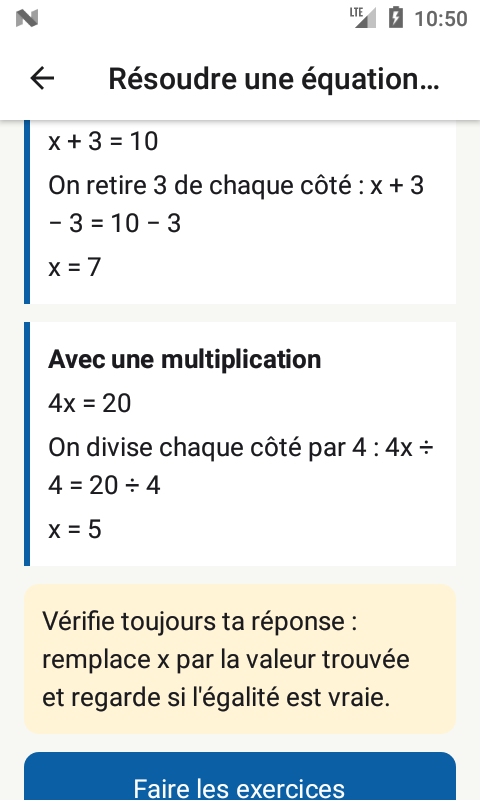 LTE
10:50
Résoudre une équation...
x + 3 = 10
On retire 3 de chaque côté : x + 3
− 3 = 10 − 3
x = 7
Avec une multiplication
4x = 20
On divise chaque côté par 4 : 4x ÷
4 = 20 ÷ 4
x = 5
Vérifie toujours ta réponse :
remplace x par la valeur trouvée
et regarde si l'égalité est vraie.
Faire les exercices